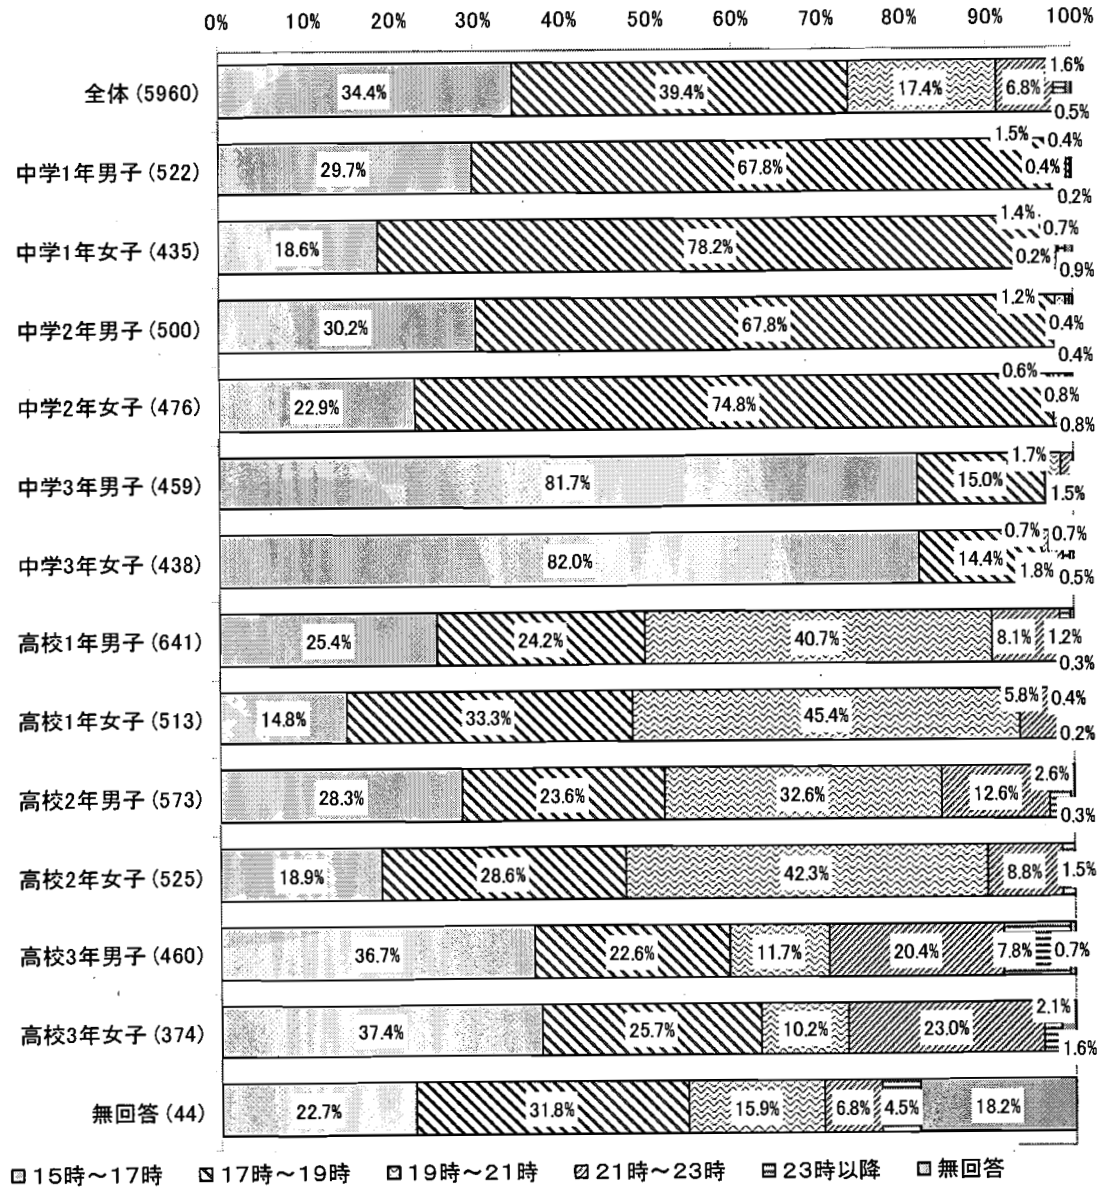 0% 10% 20% 30% 40% 50% 60% 70% 80% 90% 100%
全体(5960) 34.4% 39.4% 17.4% 6.8% 1.6% 0.5%
中学1年男子(522) 29.7% 67.8% 1.5% 0.4% 0.4% 0.2%
中学1年女子(435) 18.6% 78.2% 1.4% 0.7% 0.2% 0.9%
中学2年男子(500) 30.2% 67.8% 1.2% 0.4% 0.4%
中学2年女子(476) 22.9% 74.8% 0.6% 0.8% 0.8%
中学3年男子(459) 81.7% 15.0% 1.7% 1.5%
中学3年女子(438) 82.0% 14.4% 0.7% 1.8% 0.7% 0.5%
高校1年男子(641) 25.4% 24.2% 40.7% 8.1% 1.2% 0.3%
高校1年女子(513) 14.8% 33.3% 45.4% 5.8% 0.4% 0.2%
高校2年男子(573) 28.3% 23.6% 32.6% 12.6% 2.6% 0.3%
高校2年女子(525) 18.9% 28.6% 42.3% 8.8% 1.5%
高校3年男子(460) 36.7% 22.6% 11.7% 20.4% 7.8% 0.7%
高校3年女子(374) 37.4% 25.7% 10.2% 23.0% 2.1% 1.6%
無回答(44) 22.7% 31.8% 15.9% 6.8% 4.5% 18.2%
15時～17時 17時～19時 19時～21時 21時～23時 23時以降 無回答